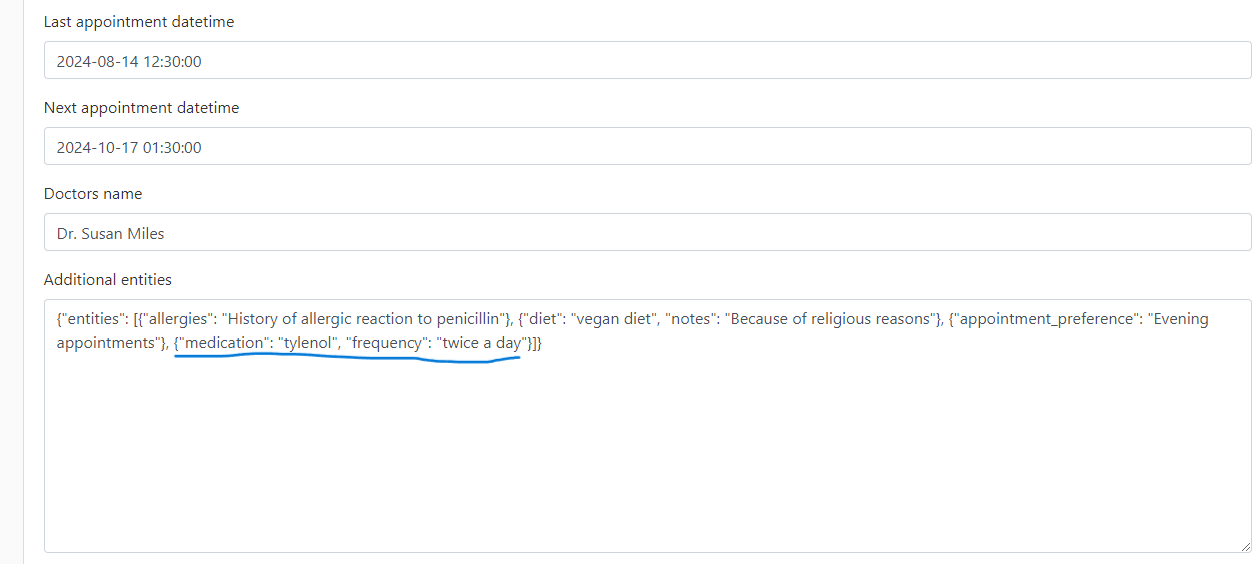 Last appointment datetime
2024-08-14 12:30:00
Next appointment datetime
2024-10-17 01:30:00
Doctors name
Dr. Susan Miles
Additional entities
{"entities": [{"allergies": "History of allergic reaction to penicillin"}, {"diet": "vegan diet", "notes": "Because of religious reasons"}, {"appointment_preference": "Evening
appointments"}, {"medication": "tylenol", "frequency": "twice a day"}]}